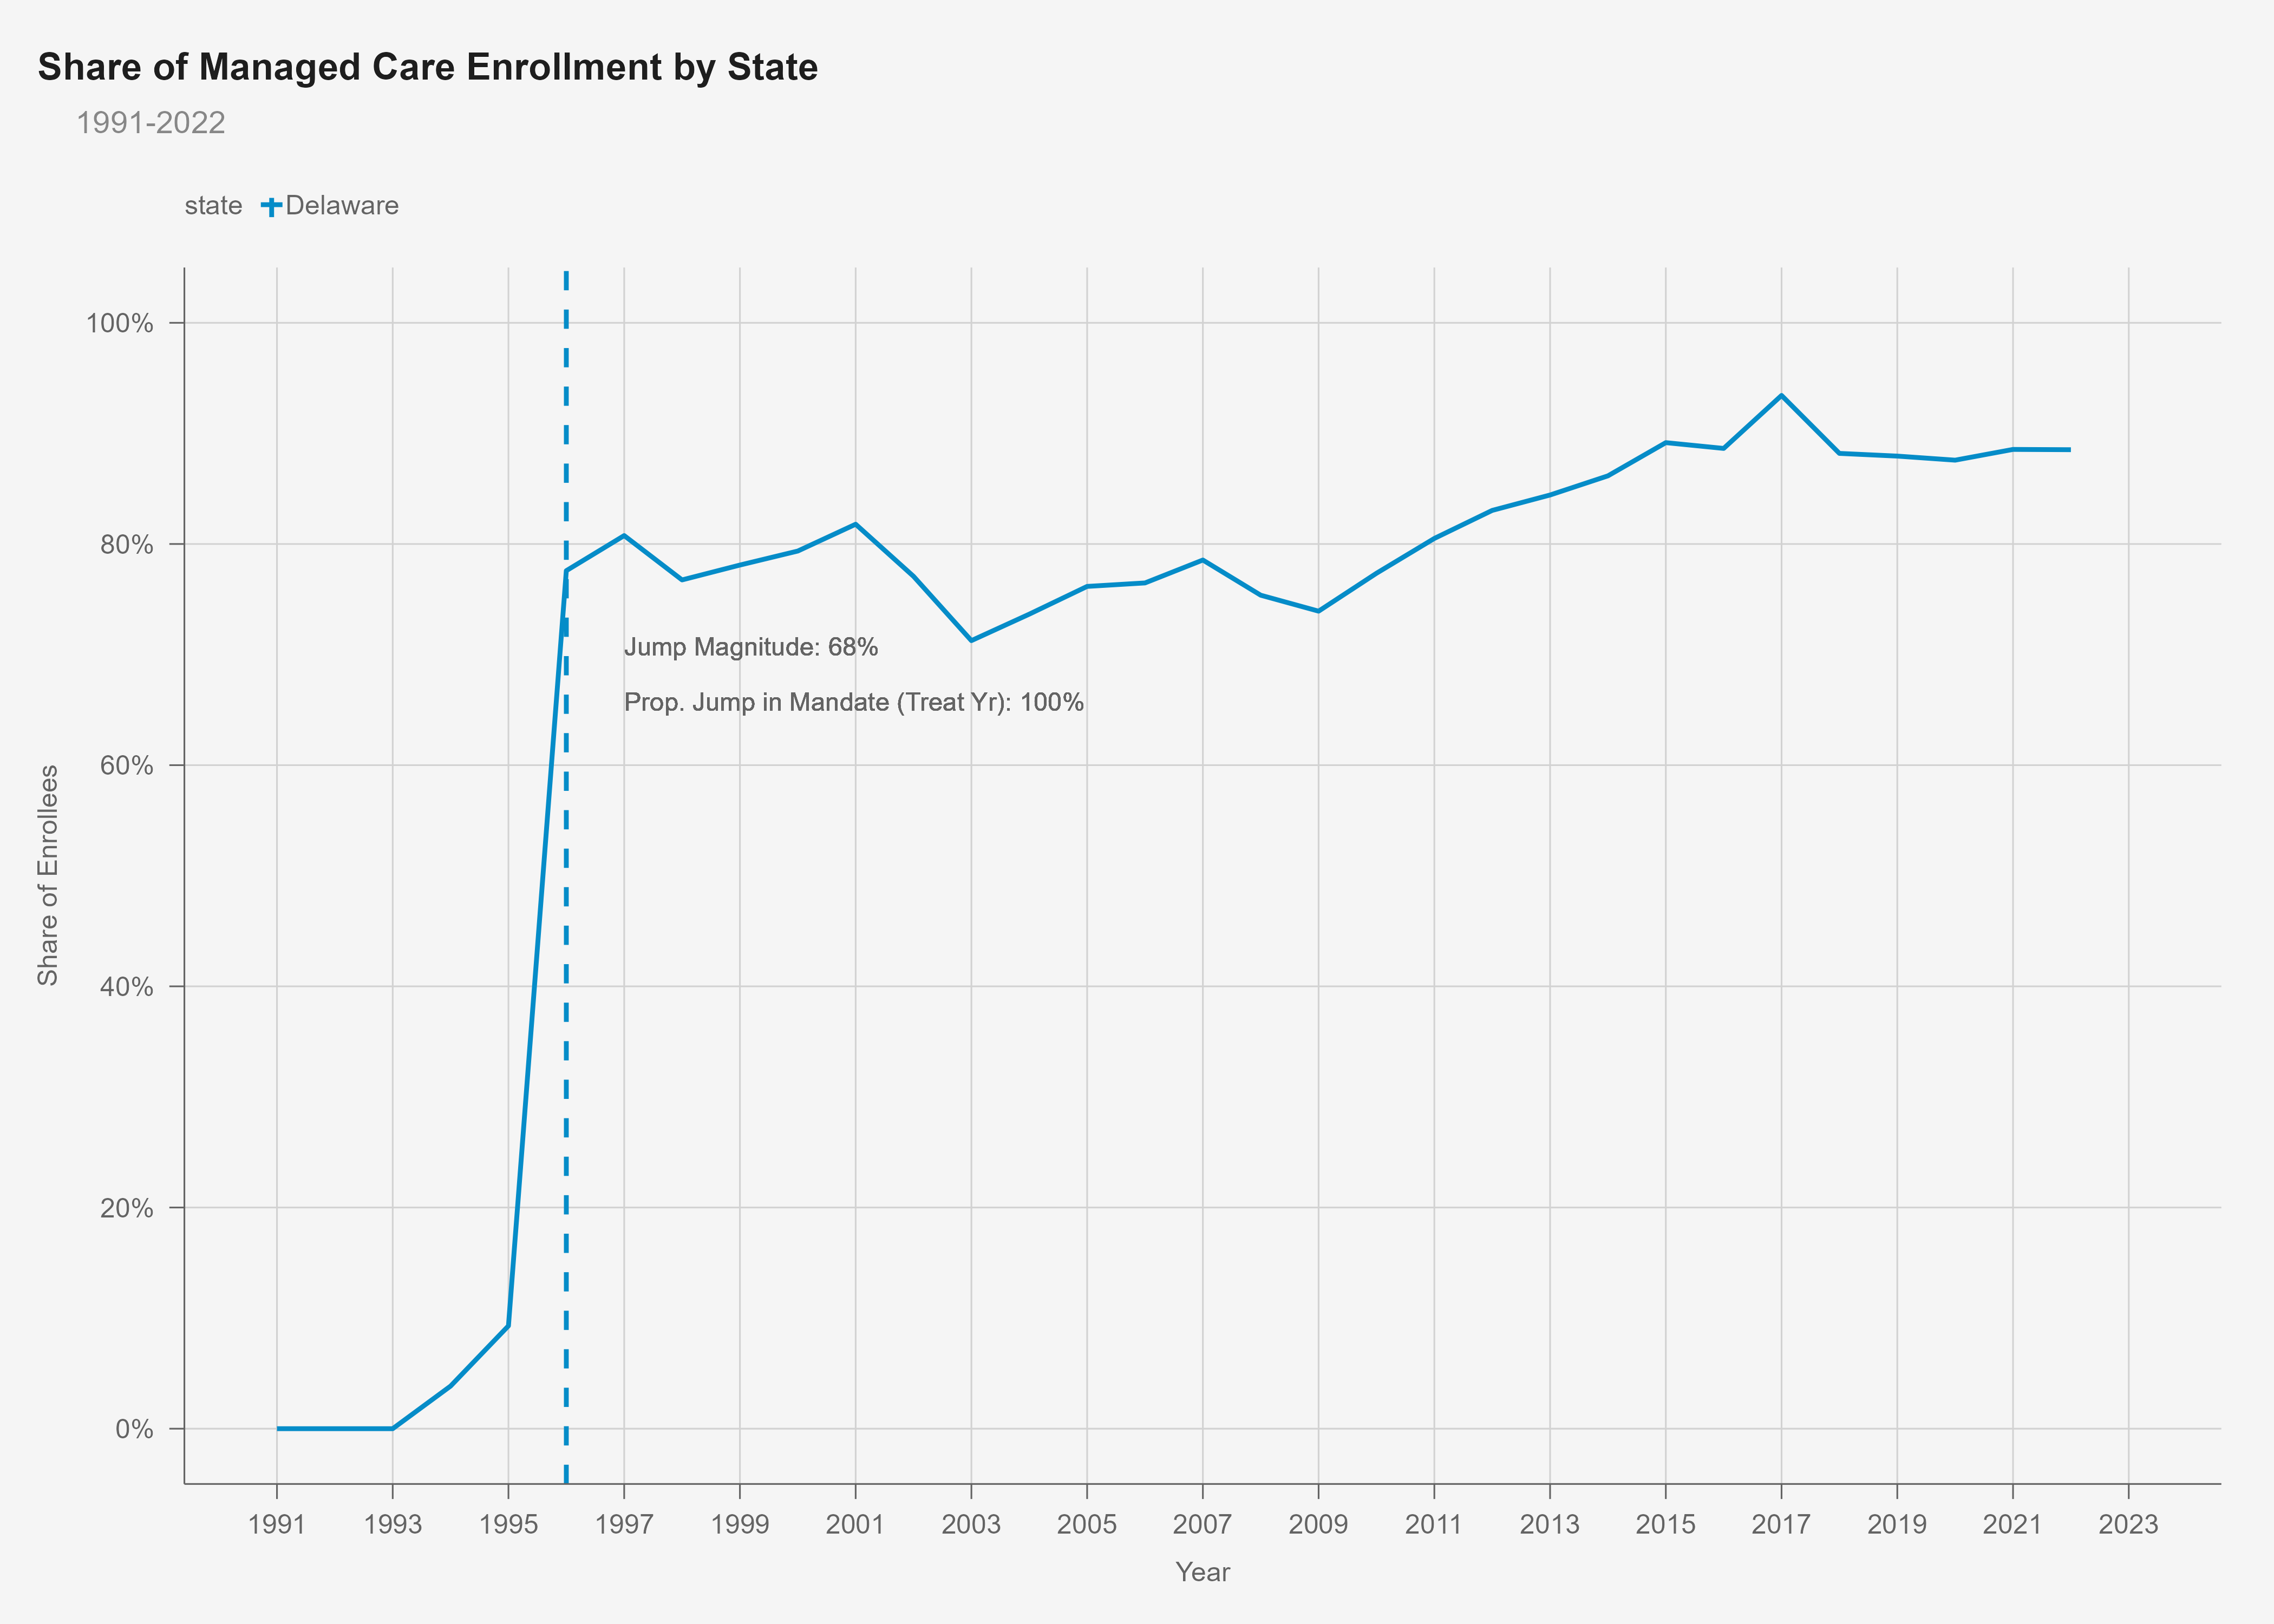 Share of Managed Care Enrollment by State
1991-2022
state Delaware
100%
80%
60%
40%
20%
0%
Share of Enrollees
Jump Magnitude: 68%
Prop. Jump in Mandate (Treat Yr): 100%
1991 1993 1995 1997 1999 2001 2003 2005 2007 2009 2011 2013 2015 2017 2019 2021 2023
Year